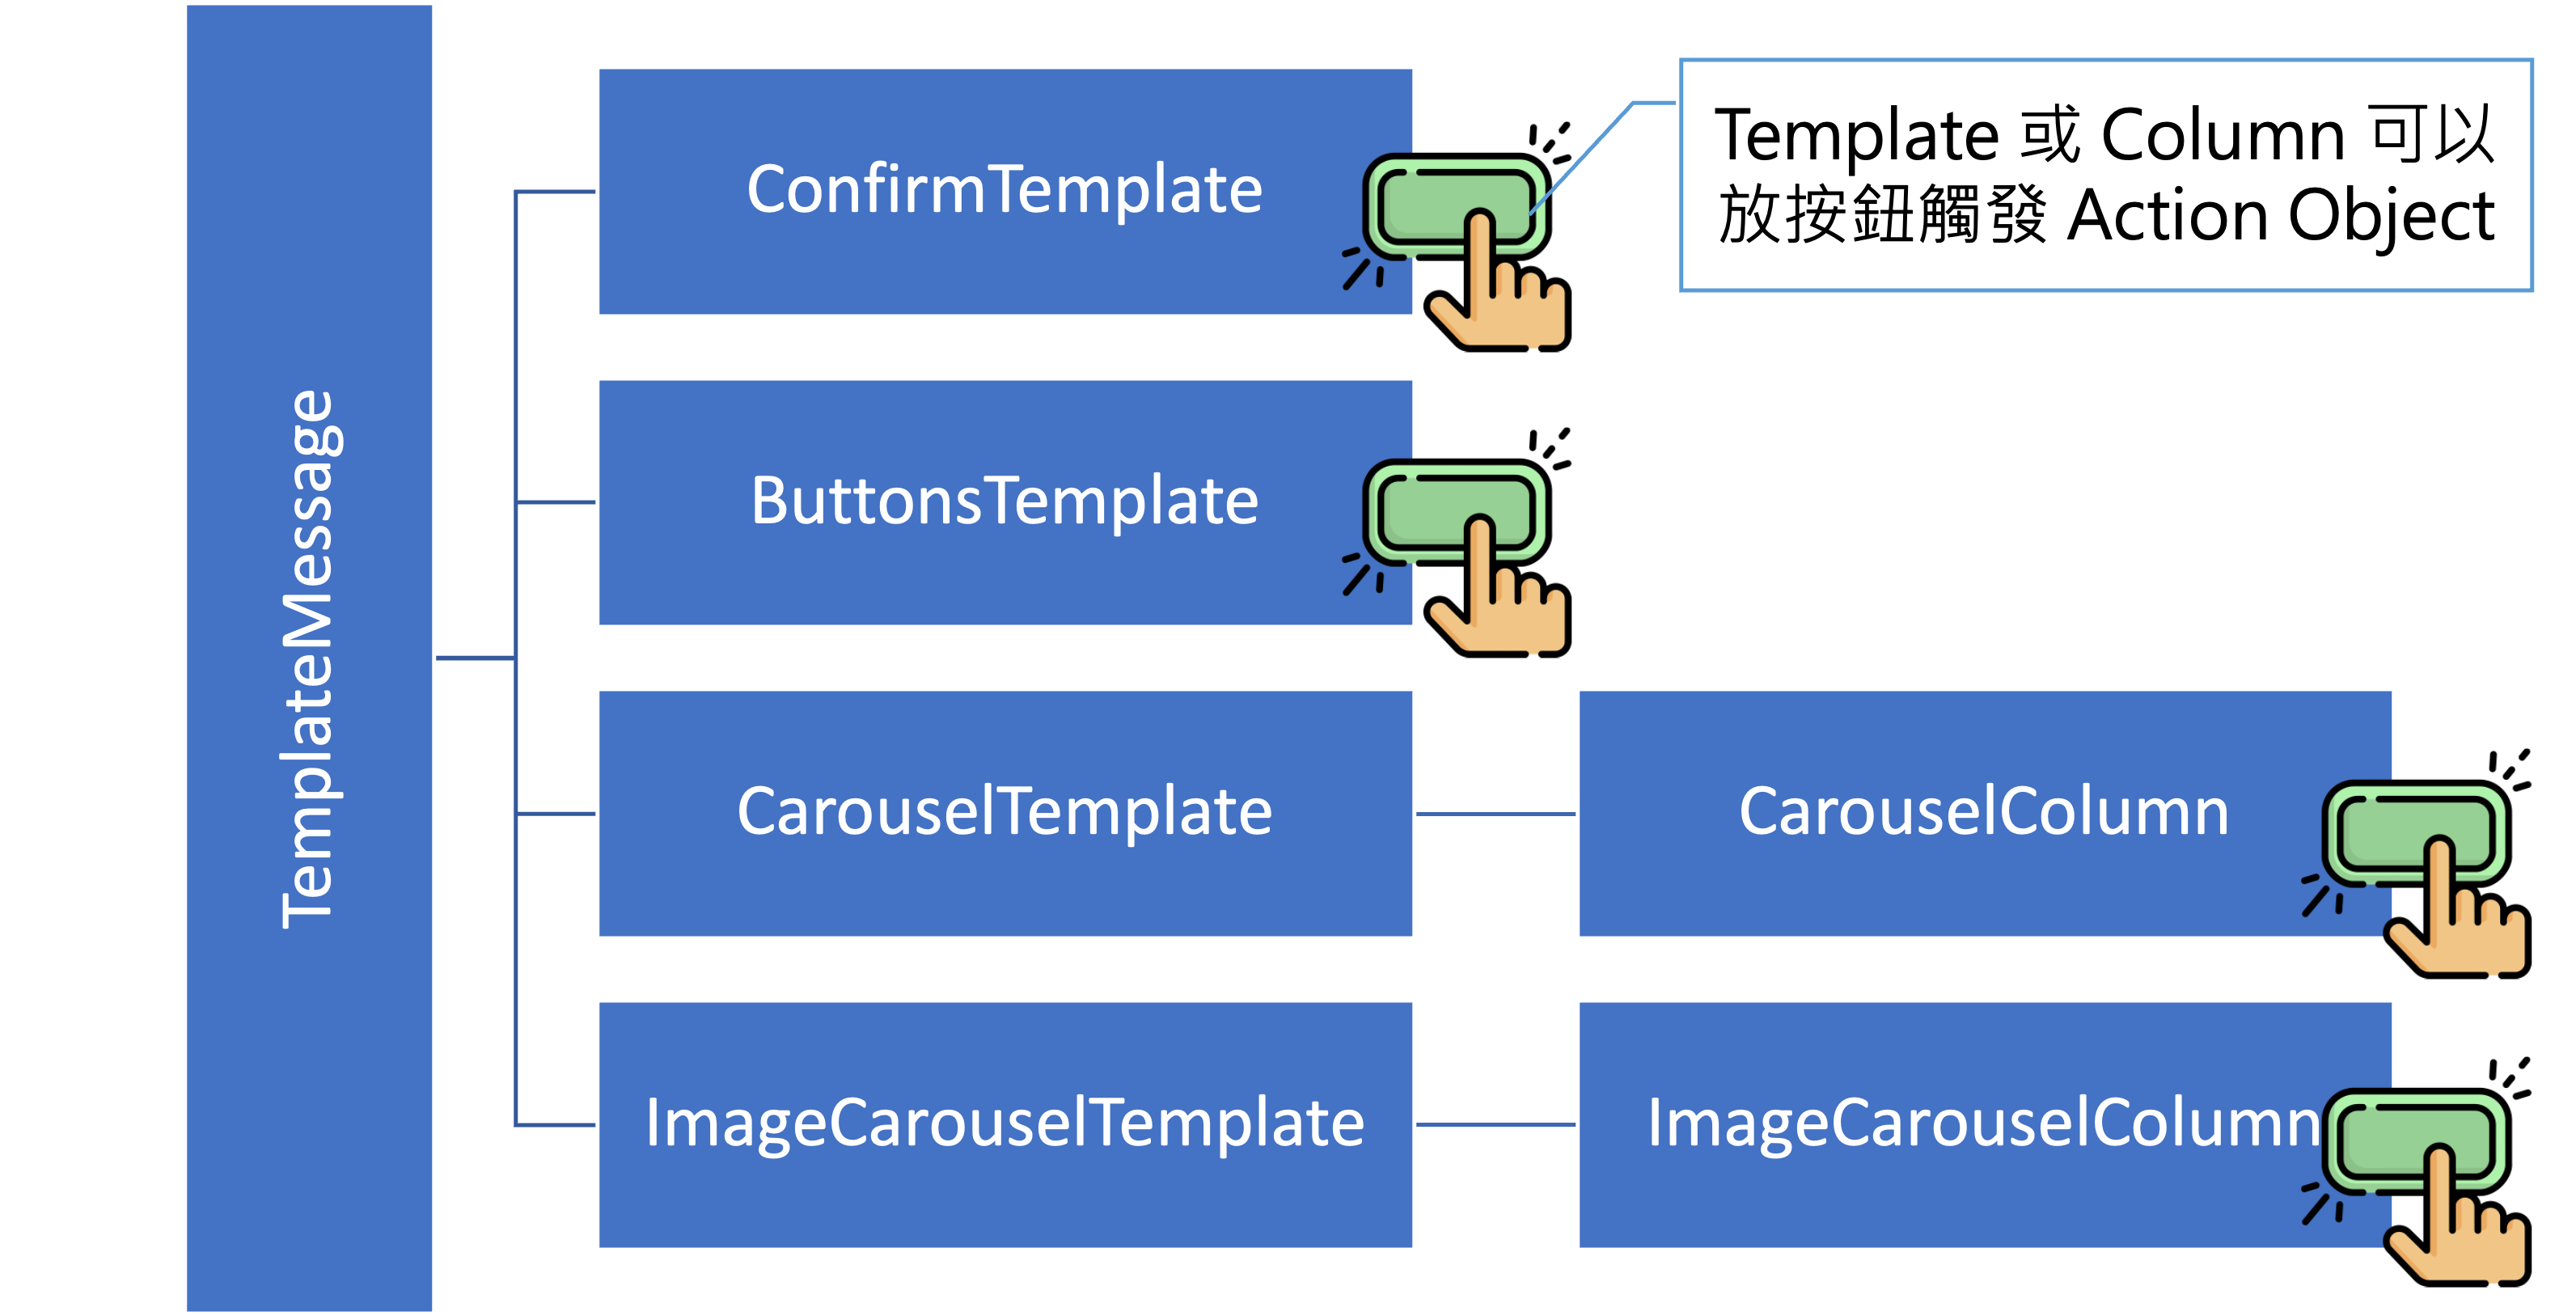 TemplateMessage
ConfirmTemplate
Template 或 Column 可以
放按鈕觸發 Action Object
ButtonsTemplate
CarouselTemplate
CarouselColumn
ImageCarouselTemplate
ImageCarouselColumn